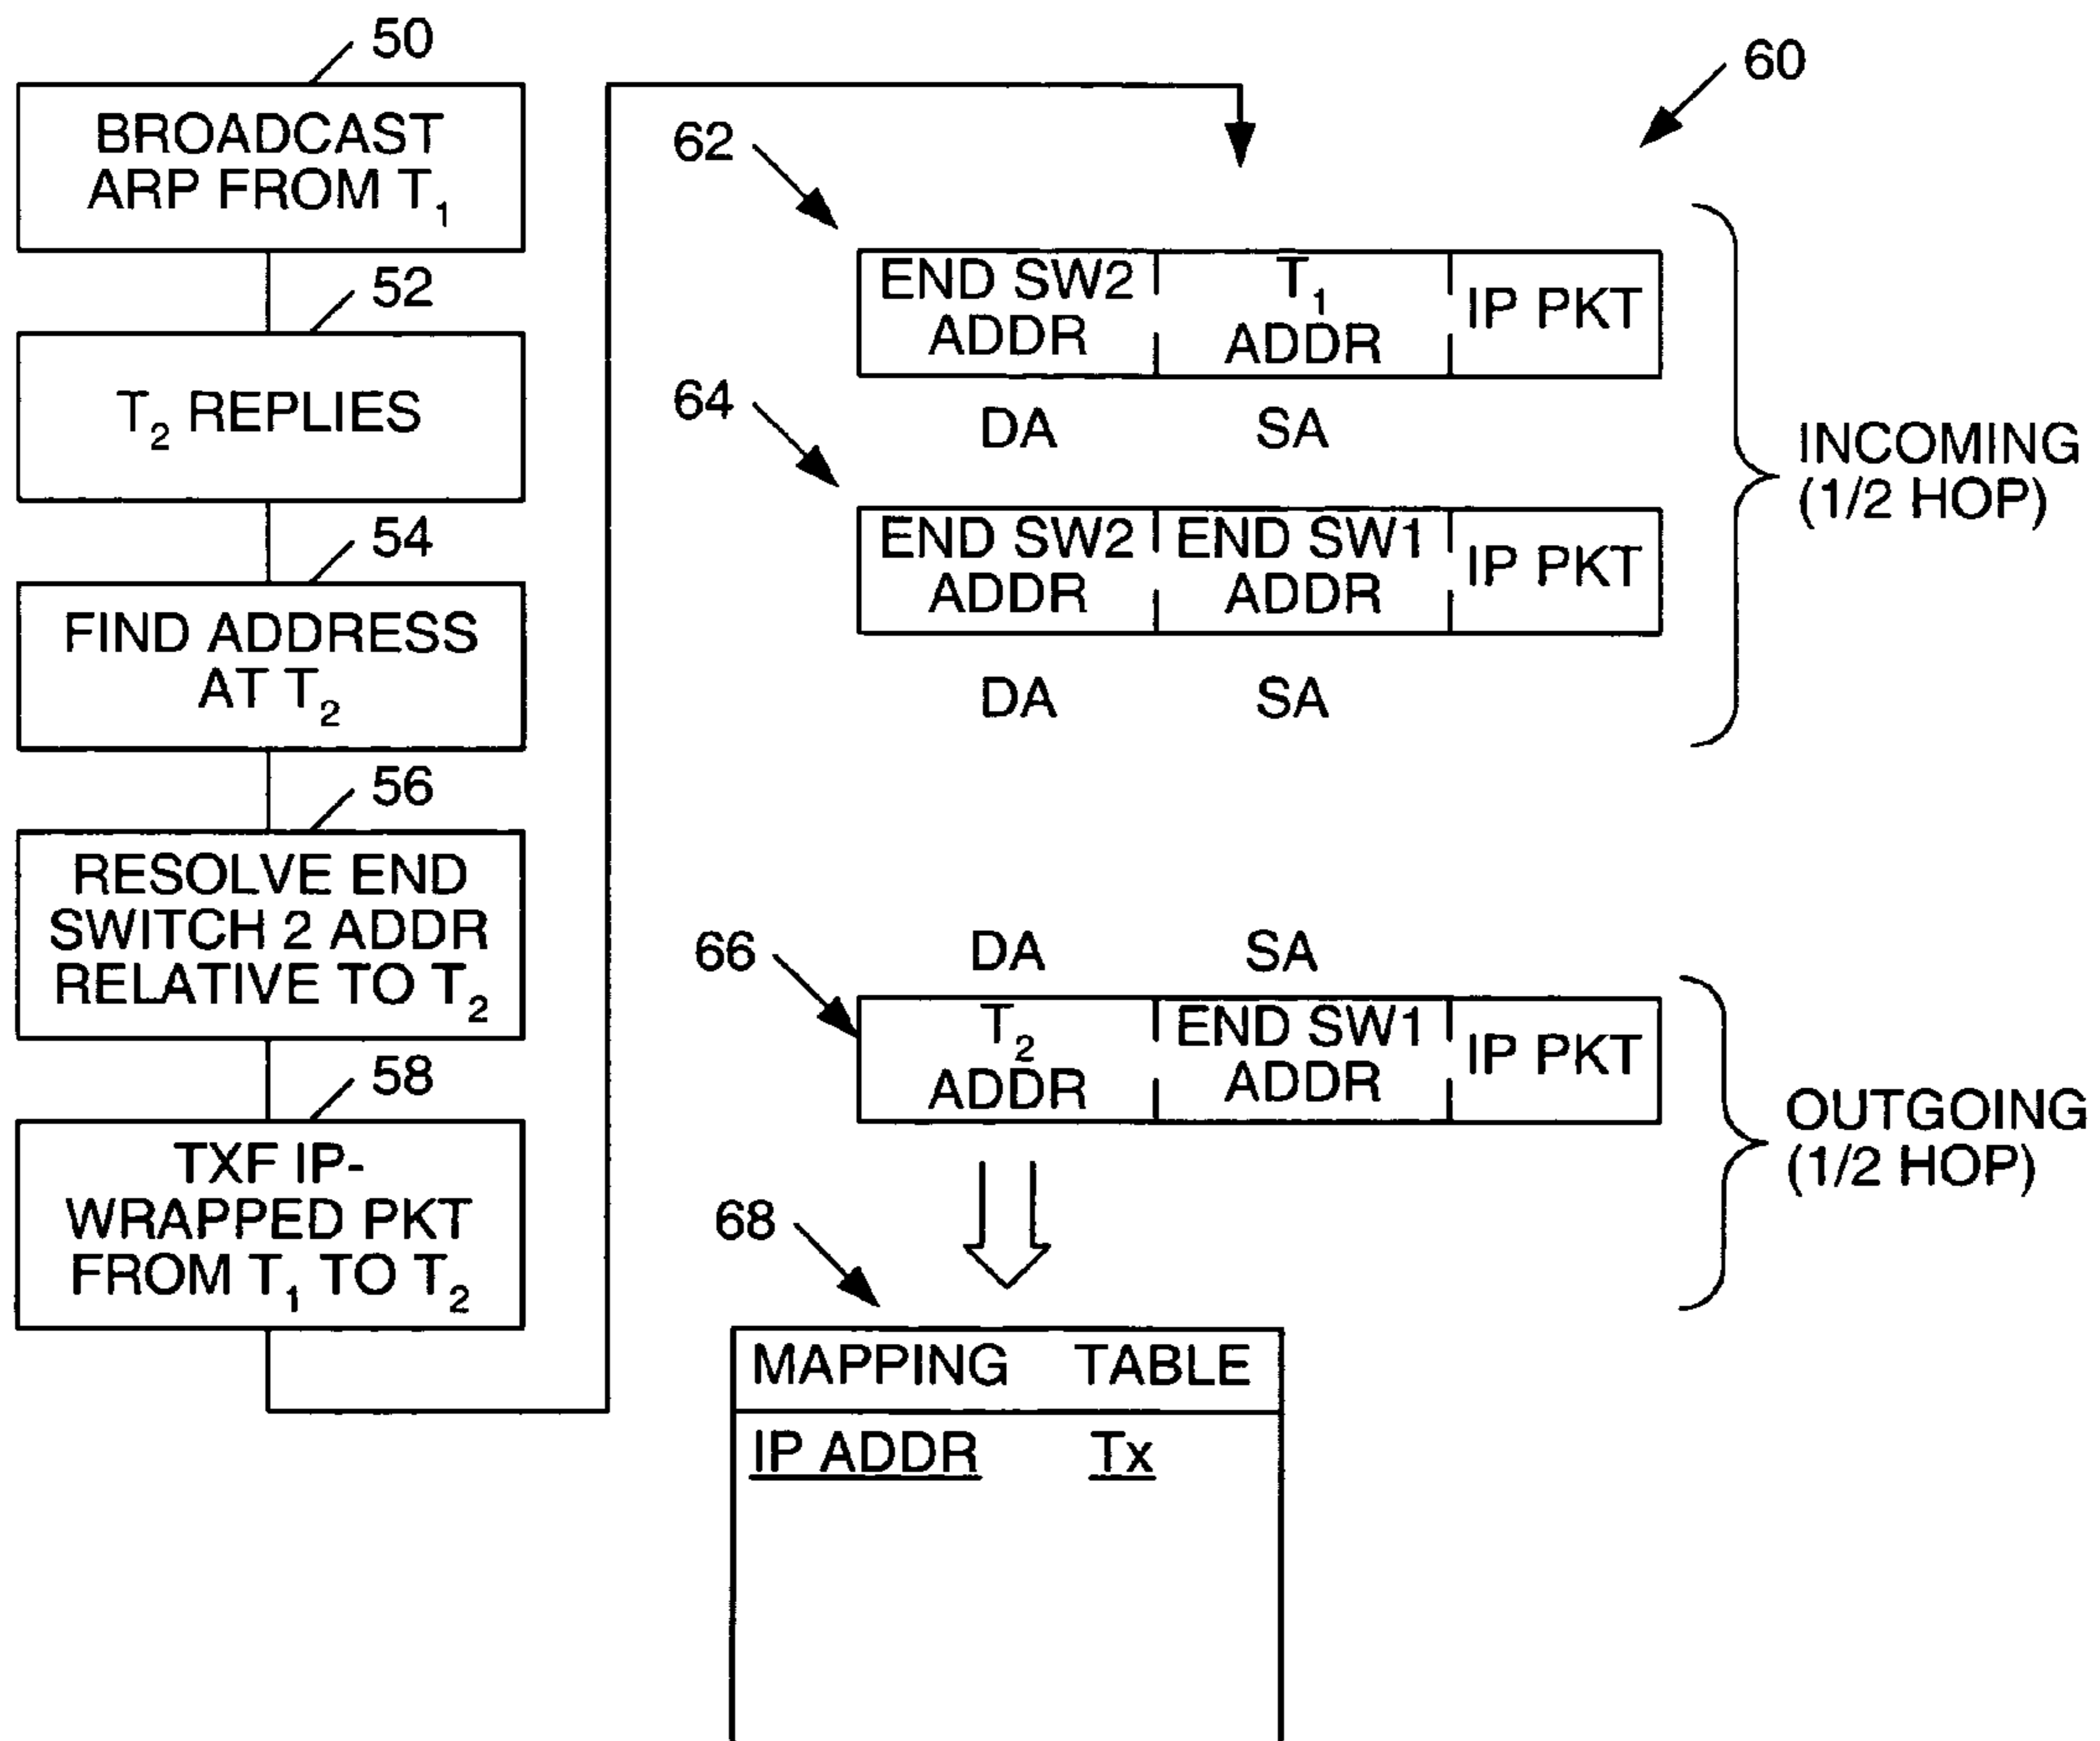 50
BROADCAST
ARP FROM T₁
52
T₂ REPLIES
54
FIND ADDRESS
AT T₂
56
RESOLVE END
SWITCH 2 ADDR
RELATIVE TO T₂
58
TXF IP-
WRAPPED PKT
FROM T₁ TO T₂
60
62
END SW2
ADDR
T₁
ADDR
IP PKT
DA
SA
64
END SW2
ADDR
END SW1
ADDR
IP PKT
DA
SA
INCOMING
(1/2 HOP)
66
DA
SA
T₂
ADDR
END SW1
ADDR
IP PKT
OUTGOING
(1/2 HOP)
68
MAPPING TABLE
IP ADDR Tx